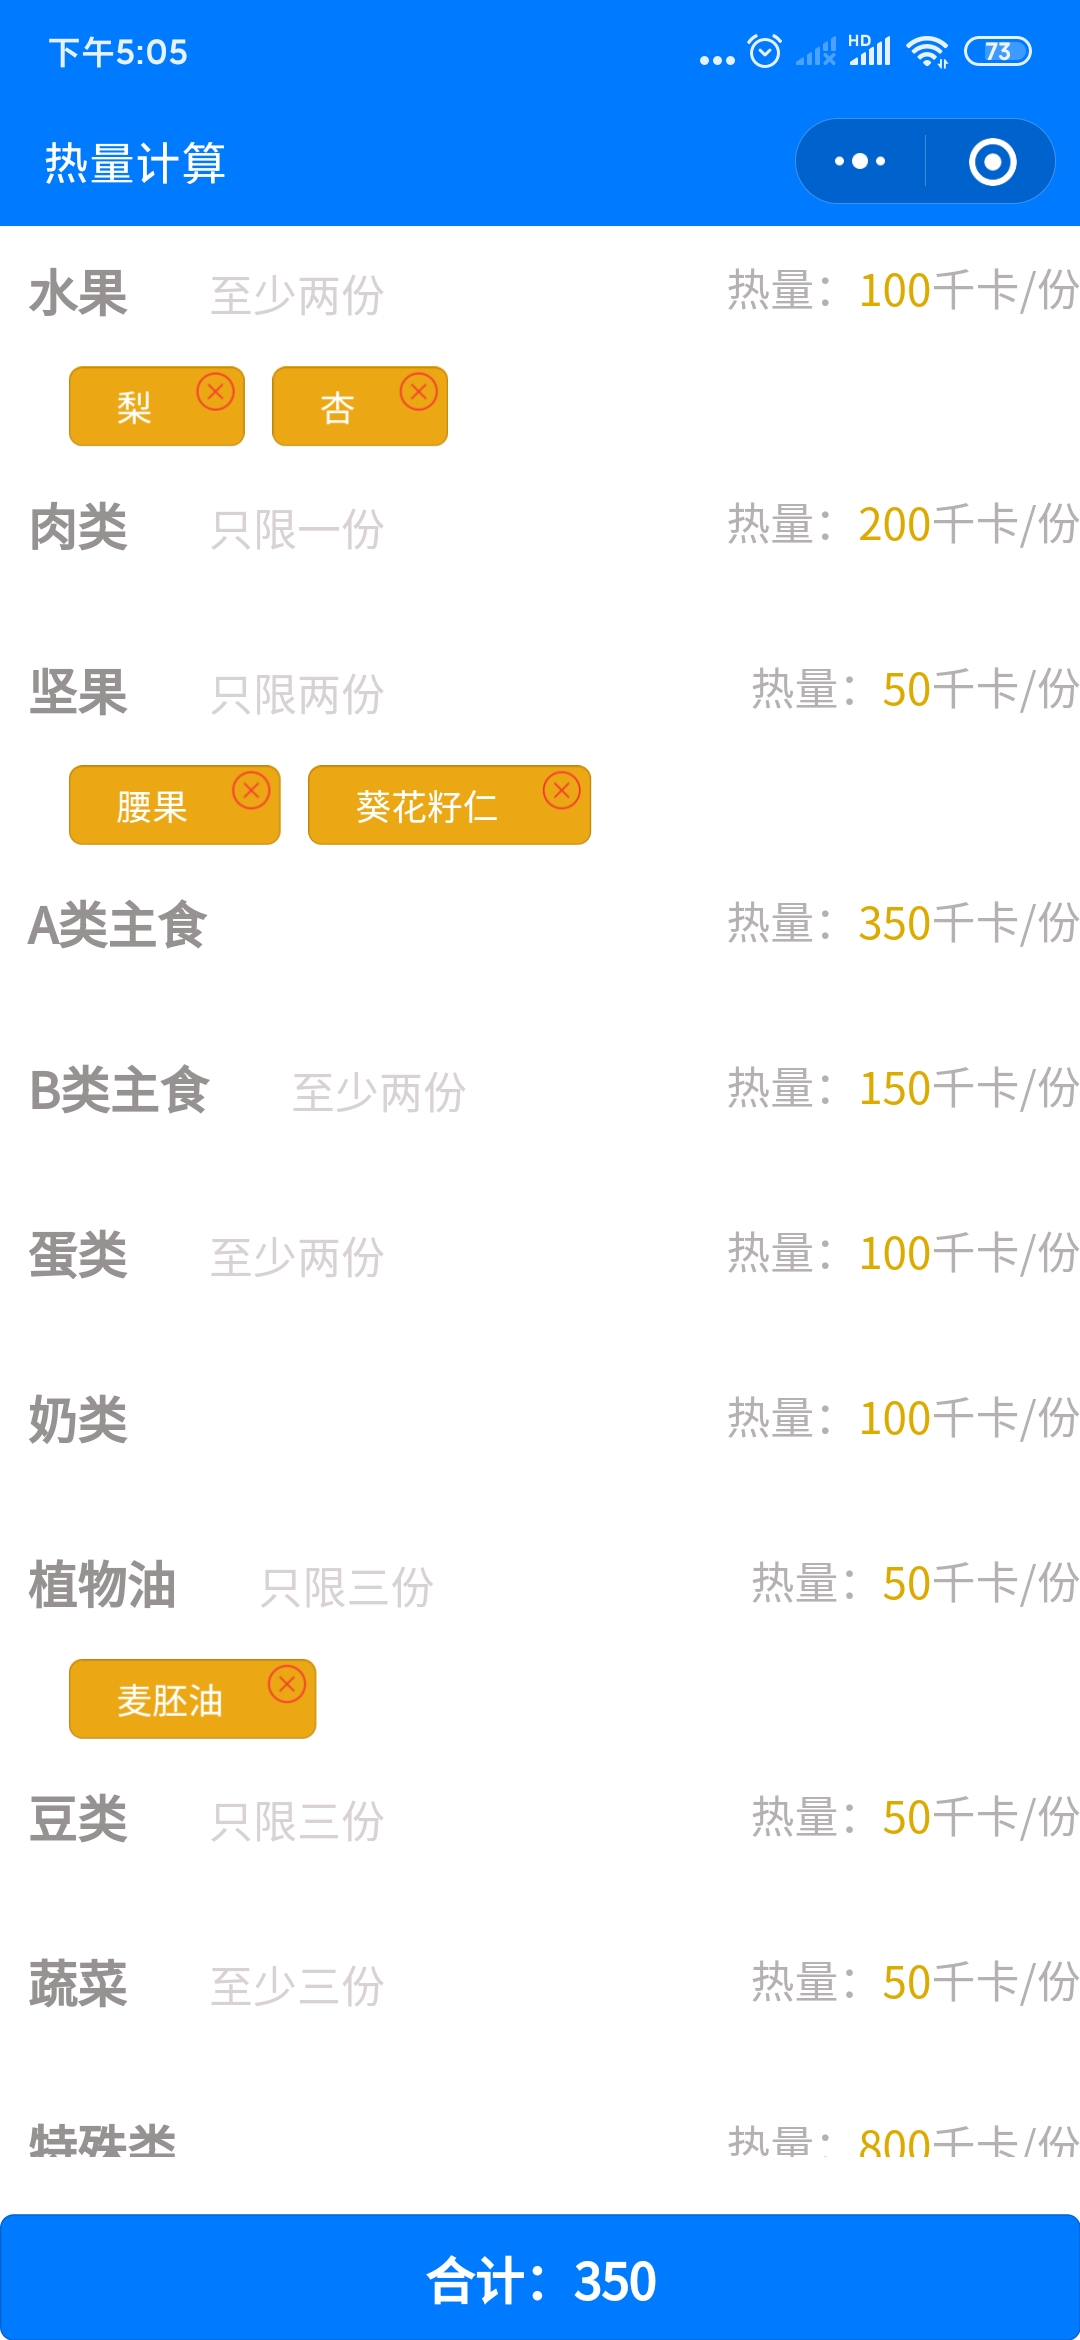 下午5:05
HD
73
热量计算
水果 至少两份 热量：100千卡/份
梨 杏
肉类 只限一份 热量：200千卡/份
坚果 只限两份 热量：50千卡/份
腰果 葵花籽仁
A类主食 热量：350千卡/份
B类主食 至少两份 热量：150千卡/份
蛋类 至少两份 热量：100千卡/份
奶类 热量：100千卡/份
植物油 只限三份 热量：50千卡/份
麦胚油
豆类 只限三份 热量：50千卡/份
蔬菜 至少三份 热量：50千卡/份
特殊类 热量：800千卡/份
合计：350